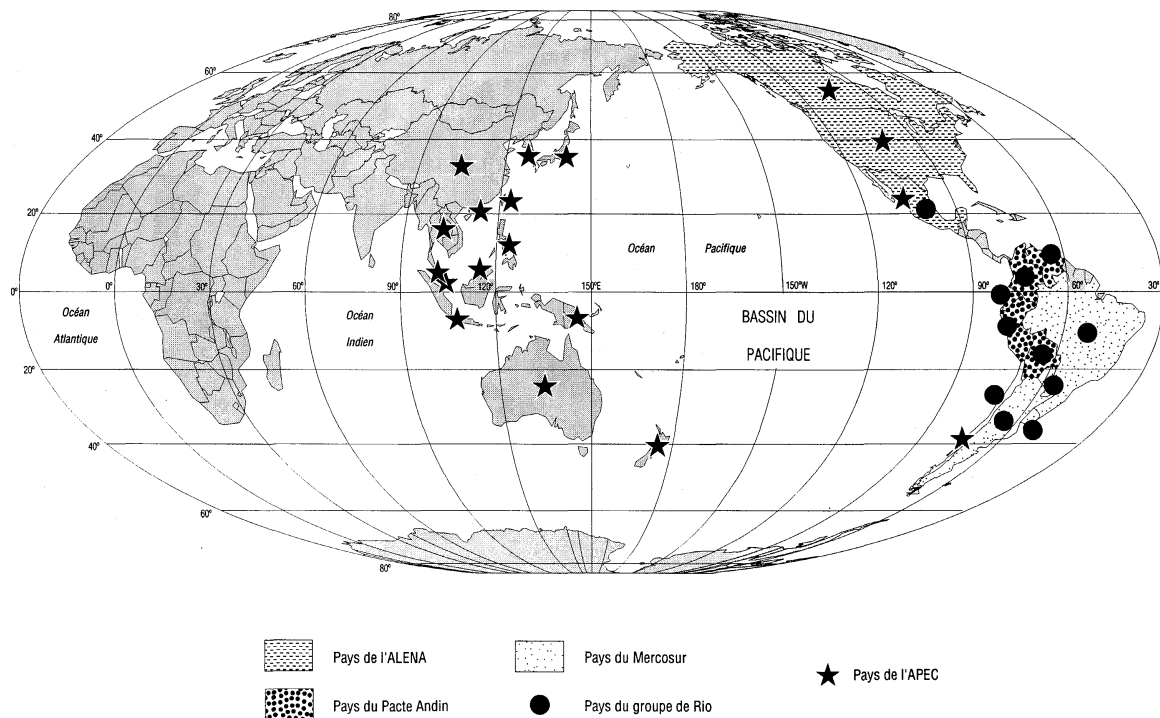 80°
60°
40°
20°
0°
0°
30°
60°
90°
120°
150°E
180°
150°W
120°
90°
60°
30°
Océan
Atlantique
Océan
Indien
Océan
Pacifique
BASSIN DU
PACIFIQUE
20°
40°
60°
80°
Pays de l'ALENA
Pays du Mercosur
Pays de l'APEC
Pays du Pacte Andin
Pays du groupe de Rio